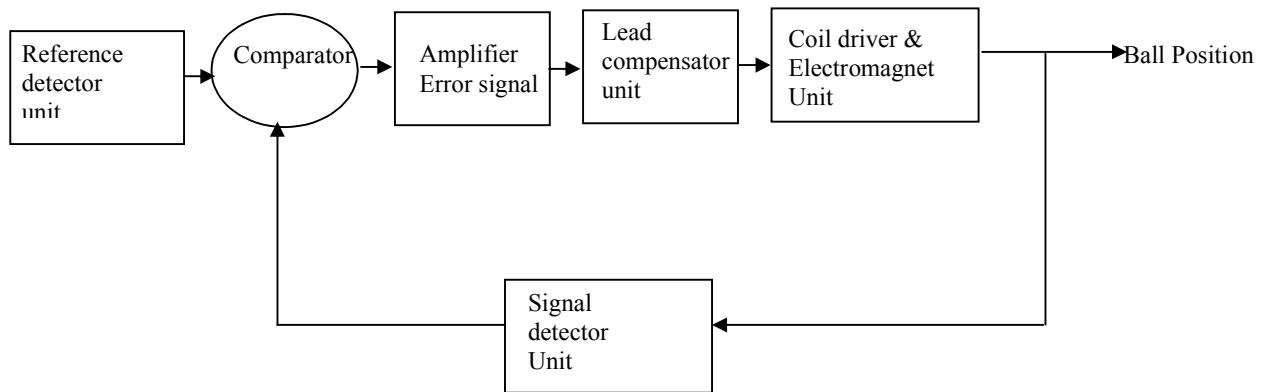 Reference
detector
unit
Comparator
Amplifier
Error signal
Lead
compensator
unit
Coil driver &
Electromagnet
Unit
Ball Position
Signal
detector
Unit